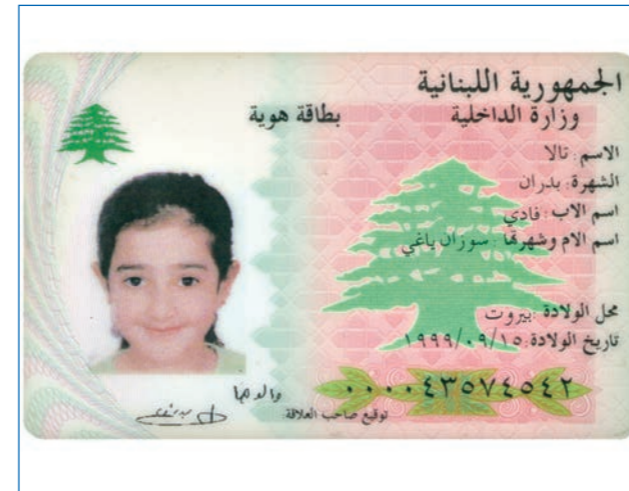 الجمهورية اللبنانية
وزارة الداخلية
بطاقة هوية
الاسم: تالا
الشهرة: بدران
اسم الاب: فادي
اسم الام وشهرتها: سوزان باغي
محل الولادة: بيروت
تاريخ الولادة: ١٩٩٩/٠٩/١٥
٠٠٠٠٤٣٥٧٤٥٤٢
والدها
توقيع صاحب العلاقة